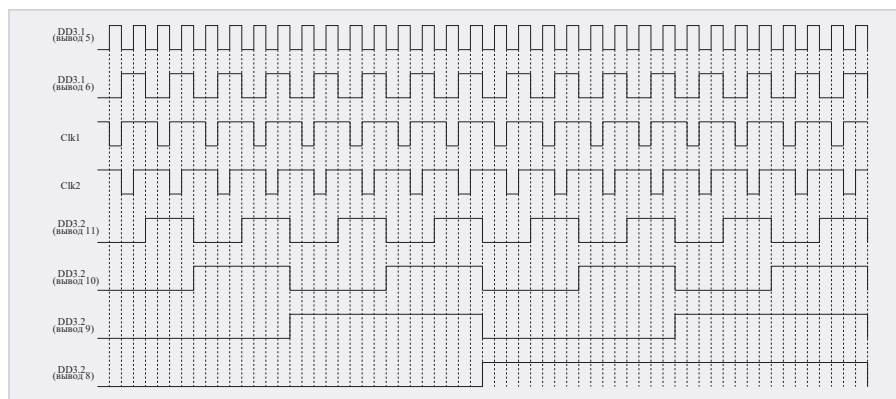 DD3.1
(вывод 5)
DD3.1
(вывод 6)
Clk1
Clk2
DD3.2
(вывод 11)
DD3.2
(вывод 10)
DD3.2
(вывод 9)
DD3.2
(вывод 8)